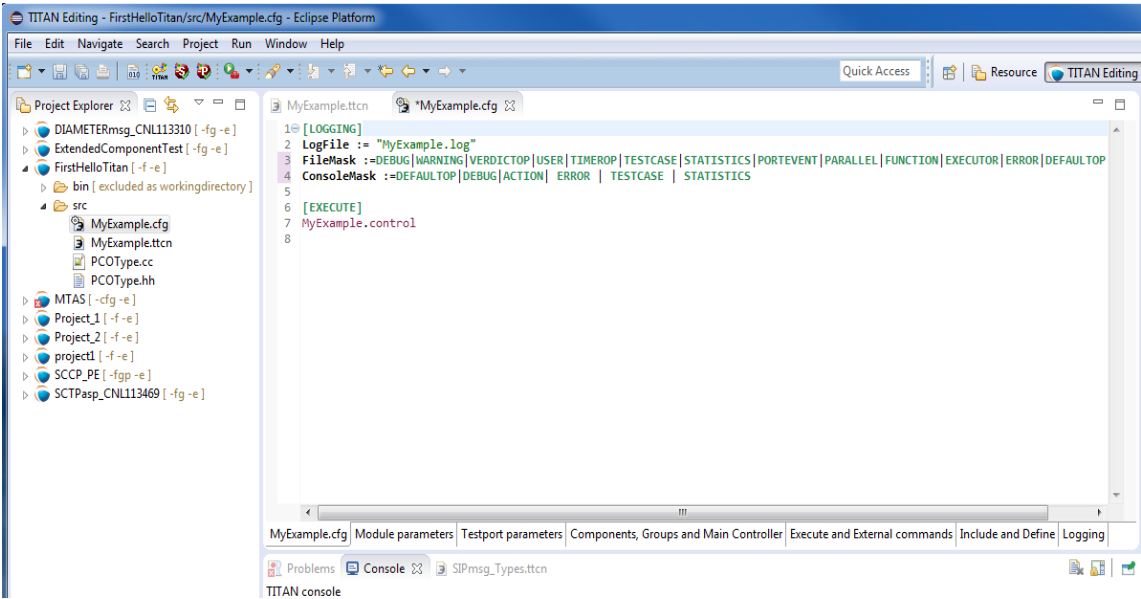 TITAN Editing - FirstHelloTitan/src/MyExample.cfg - Eclipse Platform
File Edit Navigate Search Project Run Window Help
Quick Access
Resource
TITAN Editing
Project Explorer
DIAMETERmsg_CNL113310 [ -fg -e ]
ExtendedComponentTest [ -fg -e ]
FirstHelloTitan [ -f -e ]
bin [ excluded as workingdirectory ]
src
MyExample.cfg
MyExample.ttcn
PCOType.cc
PCOType.hh
MTAS [ -cfg -e ]
Project_1 [ -f -e ]
Project_2 [ -f -e ]
project1 [ -f -e ]
SCCP_PE [ -fgp -e ]
SCTPasp_CNL113469 [ -fg -e ]
MyExample.ttcn *MyExample.cfg
1 [LOGGING]
2 LogFile := "MyExample.log"
3 FileMask :=DEBUG|WARNING|VERDICTOP|USER|TIMEROP|TESTCASE|STATISTICS|PORTEVENT|PARALLEL|FUNCTION|EXECUTOR|ERROR|DEFAULTOP
4 ConsoleMask :=DEFAULTOP|DEBUG|ACTION| ERROR | TESTCASE | STATISTICS
5
6 [EXECUTE]
7 MyExample.control
8
MyExample.cfg Module parameters Testport parameters Components, Groups and Main Controller Execute and External commands Include and Define Logging
Problems Console SIPmsg_Types.ttcn
TITAN console